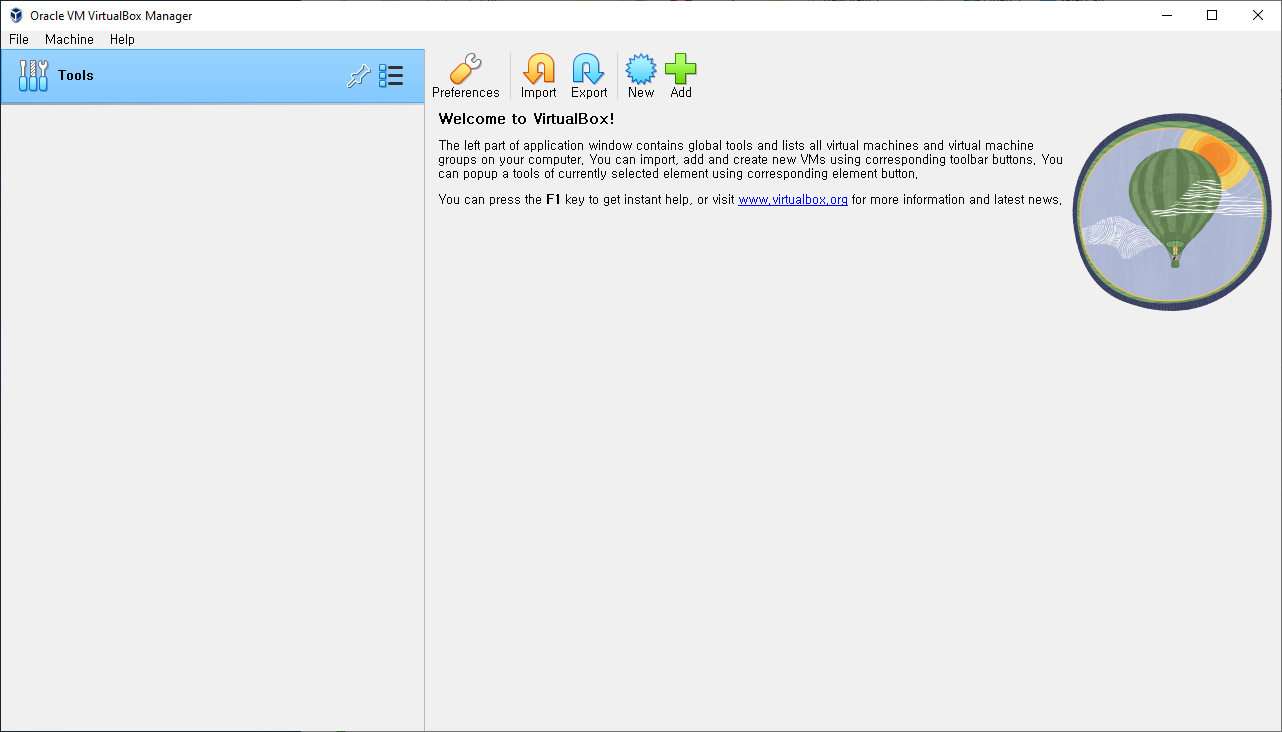 Oracle VM VirtualBox Manager
File Machine Help
Tools
Preferences Import Export New Add
Welcome to VirtualBox!
The left part of application window contains global tools and lists all virtual machines and virtual machine
groups on your computer. You can import, add and create new VMs using corresponding toolbar buttons. You
can popup a tools of currently selected element using corresponding element button.
You can press the F1 key to get instant help, or visit www.virtualbox.org for more information and latest news.